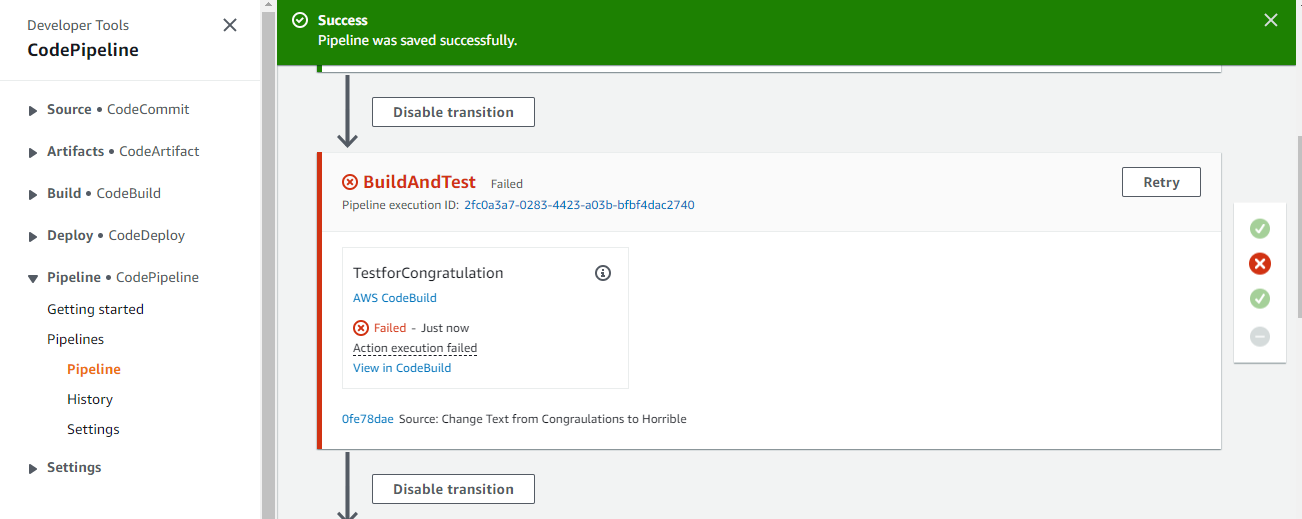 Developer Tools
CodePipeline
Source • CodeCommit
Artifacts • CodeArtifact
Build • CodeBuild
Deploy • CodeDeploy
Pipeline • CodePipeline
Getting started
Pipelines
Pipeline
History
Settings
Settings
Success
Pipeline was saved successfully.
Disable transition
BuildAndTest Failed
Retry
Pipeline execution ID: 2fc0a3a7-0283-4423-a03b-bfbf4dac2740
TestforCongratulation
AWS CodeBuild
Failed - Just now
Action execution failed
View in CodeBuild
0fe78dae Source: Change Text from Congraulations to Horrible
Disable transition